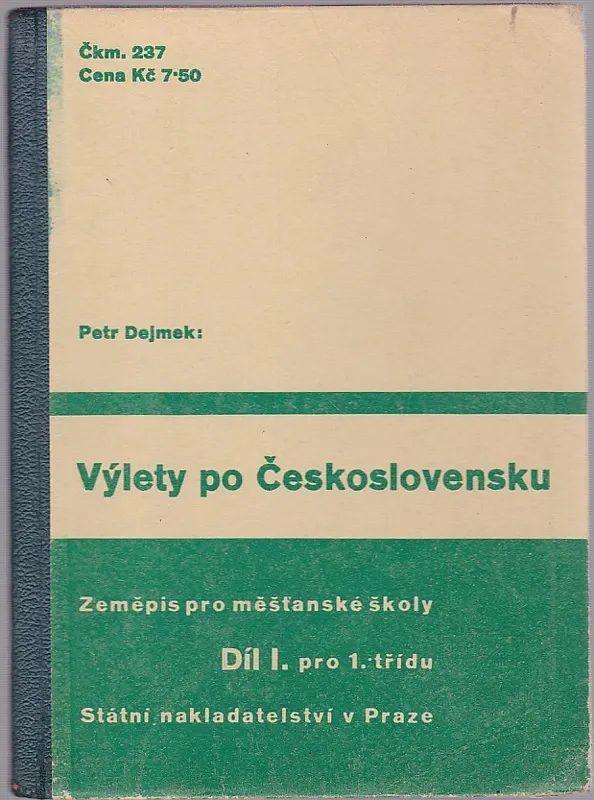 Čkm. 237
Cena Kč 7·50
Petr Dejmek:
Výlety po Československu
Zeměpis pro měšťanské školy
Díl I. pro 1. třídu
Státní nakladatelství v Praze